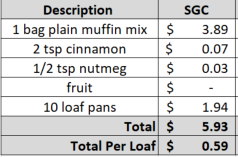 Description SGC
1 bag plain muffin mix $ 3.89
2 tsp cinnamon $ 0.07
1/2 tsp nutmeg $ 0.03
fruit $ -
10 loaf pans $ 1.94
Total $ 5.93
Total Per Loaf $ 0.59